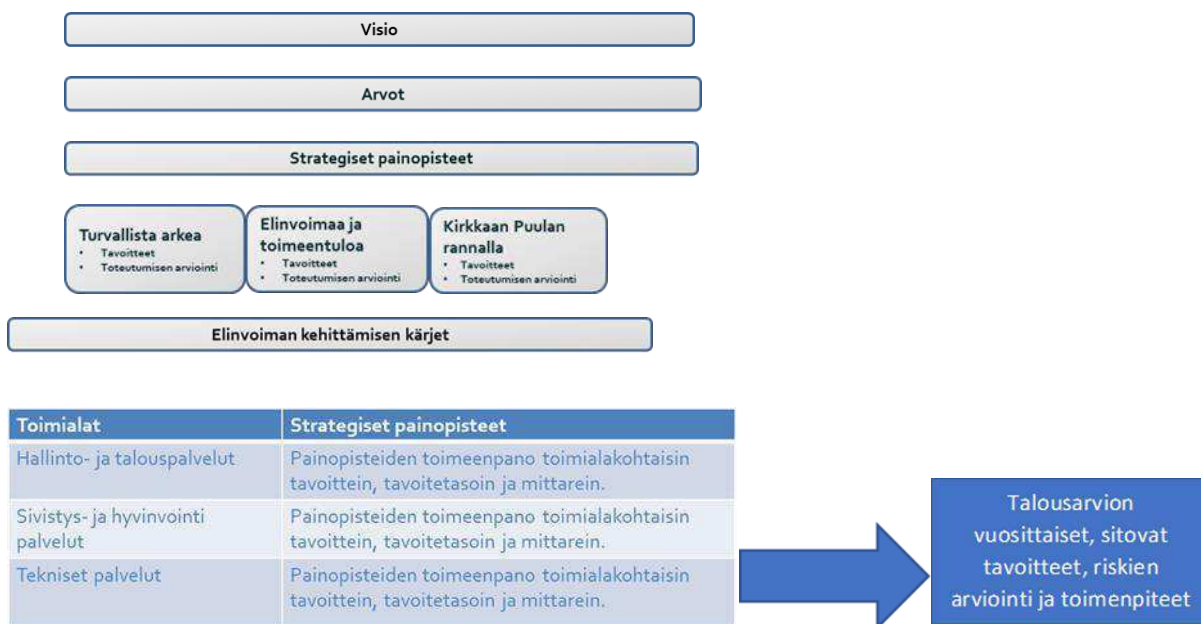 Visio
Arvot
Strategiset painopisteet
Turvallista arkea
• Tavoitteet
• Toteutumisen arviointi
Elinvoimaa ja
toimeentuloa
• Tavoitteet
• Toteutumisen arviointi
Kirkkaan Puulan
rannalla
• Tavoitteet
• Toteutumisen arviointi
Elinvoiman kehittämisen kärjet
Toimialat
Strategiset painopisteet
Hallinto- ja talouspalvelut
Painopisteiden toimeenpano toimialakohtaisin
tavoittein, tavoitetasoin ja mittarein.
Sivistys- ja hyvinvointi
palvelut
Painopisteiden toimeenpano toimialakohtaisin
tavoittein, tavoitetasoin ja mittarein.
Tekniset palvelut
Painopisteiden toimeenpano toimialakohtaisin
tavoittein, tavoitetasoin ja mittarein.
Talousarvion
vuosittaiset, sitovat
tavoitteet, riskien
arviointi ja toimenpiteet